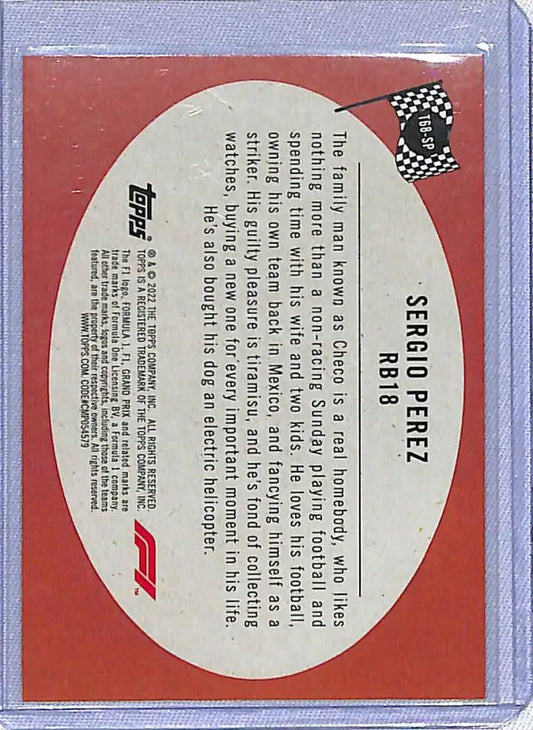 T68-SP
SERGIO PEREZ
RB18
The family man known as Checo is a real homebody, who likes
nothing more than a non-racing Sunday playing football and
spending time with his wife and two kids. He loves his football,
owning his own team back in Mexico, and fancying himself as a
striker. His guilty pleasure is tiramisu, and he's fond of collecting
watches, buying a new one for every important moment in his life.
He's also bought his dog an electric helicopter.
topps
® & © 2022 THE TOPPS COMPANY, INC. ALL RIGHTS RESERVED.
TOPPS IS A REGISTERED TRADEMARK OF THE TOPPS COMPANY, INC.
The F1 logo, FORMULA 1, F1, GRAND PRIX and related marks are
trade marks of Formula One Licensing BV, a Formula 1 company.
All other trade marks, logos and copyrights, including those of the teams
featured, are the property of their respective owners. All rights reserved.
WWW.TOPPS.COM. CODE#CMP054579
F1
TM